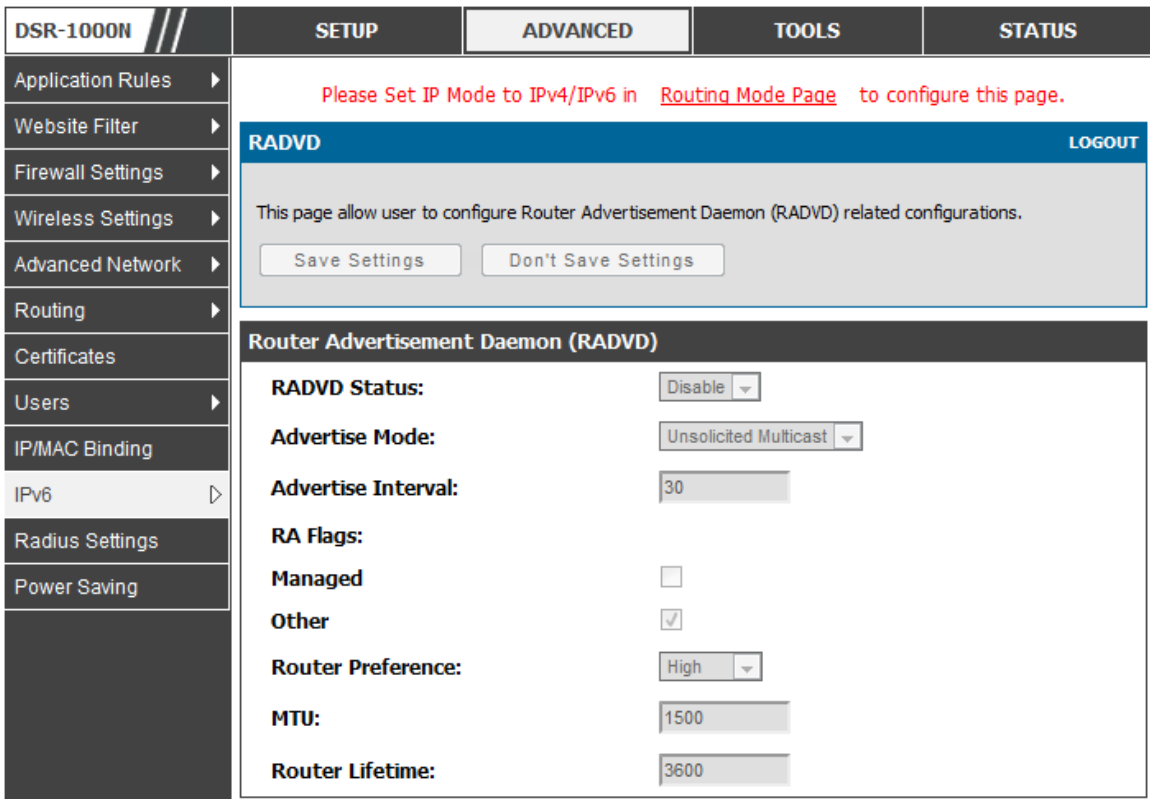 DSR-1000N
SETUP
ADVANCED
TOOLS
STATUS
Application Rules
Website Filter
Firewall Settings
Wireless Settings
Advanced Network
Routing
Certificates
Users
IP/MAC Binding
IPv6
Radius Settings
Power Saving
Please Set IP Mode to IPv4/IPv6 in Routing Mode Page to configure this page.
RADVD
LOGOUT
This page allow user to configure Router Advertisement Daemon (RADVD) related configurations.
Save Settings
Don't Save Settings
Router Advertisement Daemon (RADVD)
RADVD Status: Disable
Advertise Mode: Unsolicited Multicast
Advertise Interval: 30
RA Flags:
Managed
Other
Router Preference: High
MTU: 1500
Router Lifetime: 3600